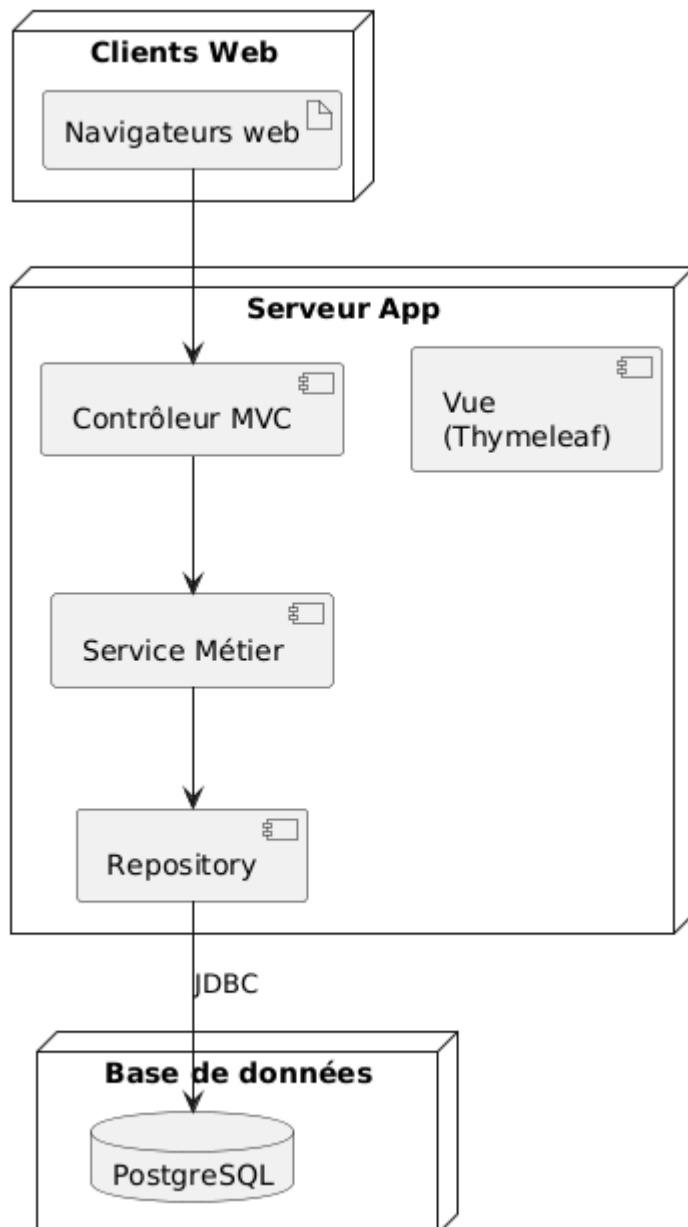 Clients Web
Navigateurs web
Serveur App
Contrôleur MVC
Vue
(Thymeleaf)
Service Métier
Repository
JDBC
Base de données
PostgreSQL